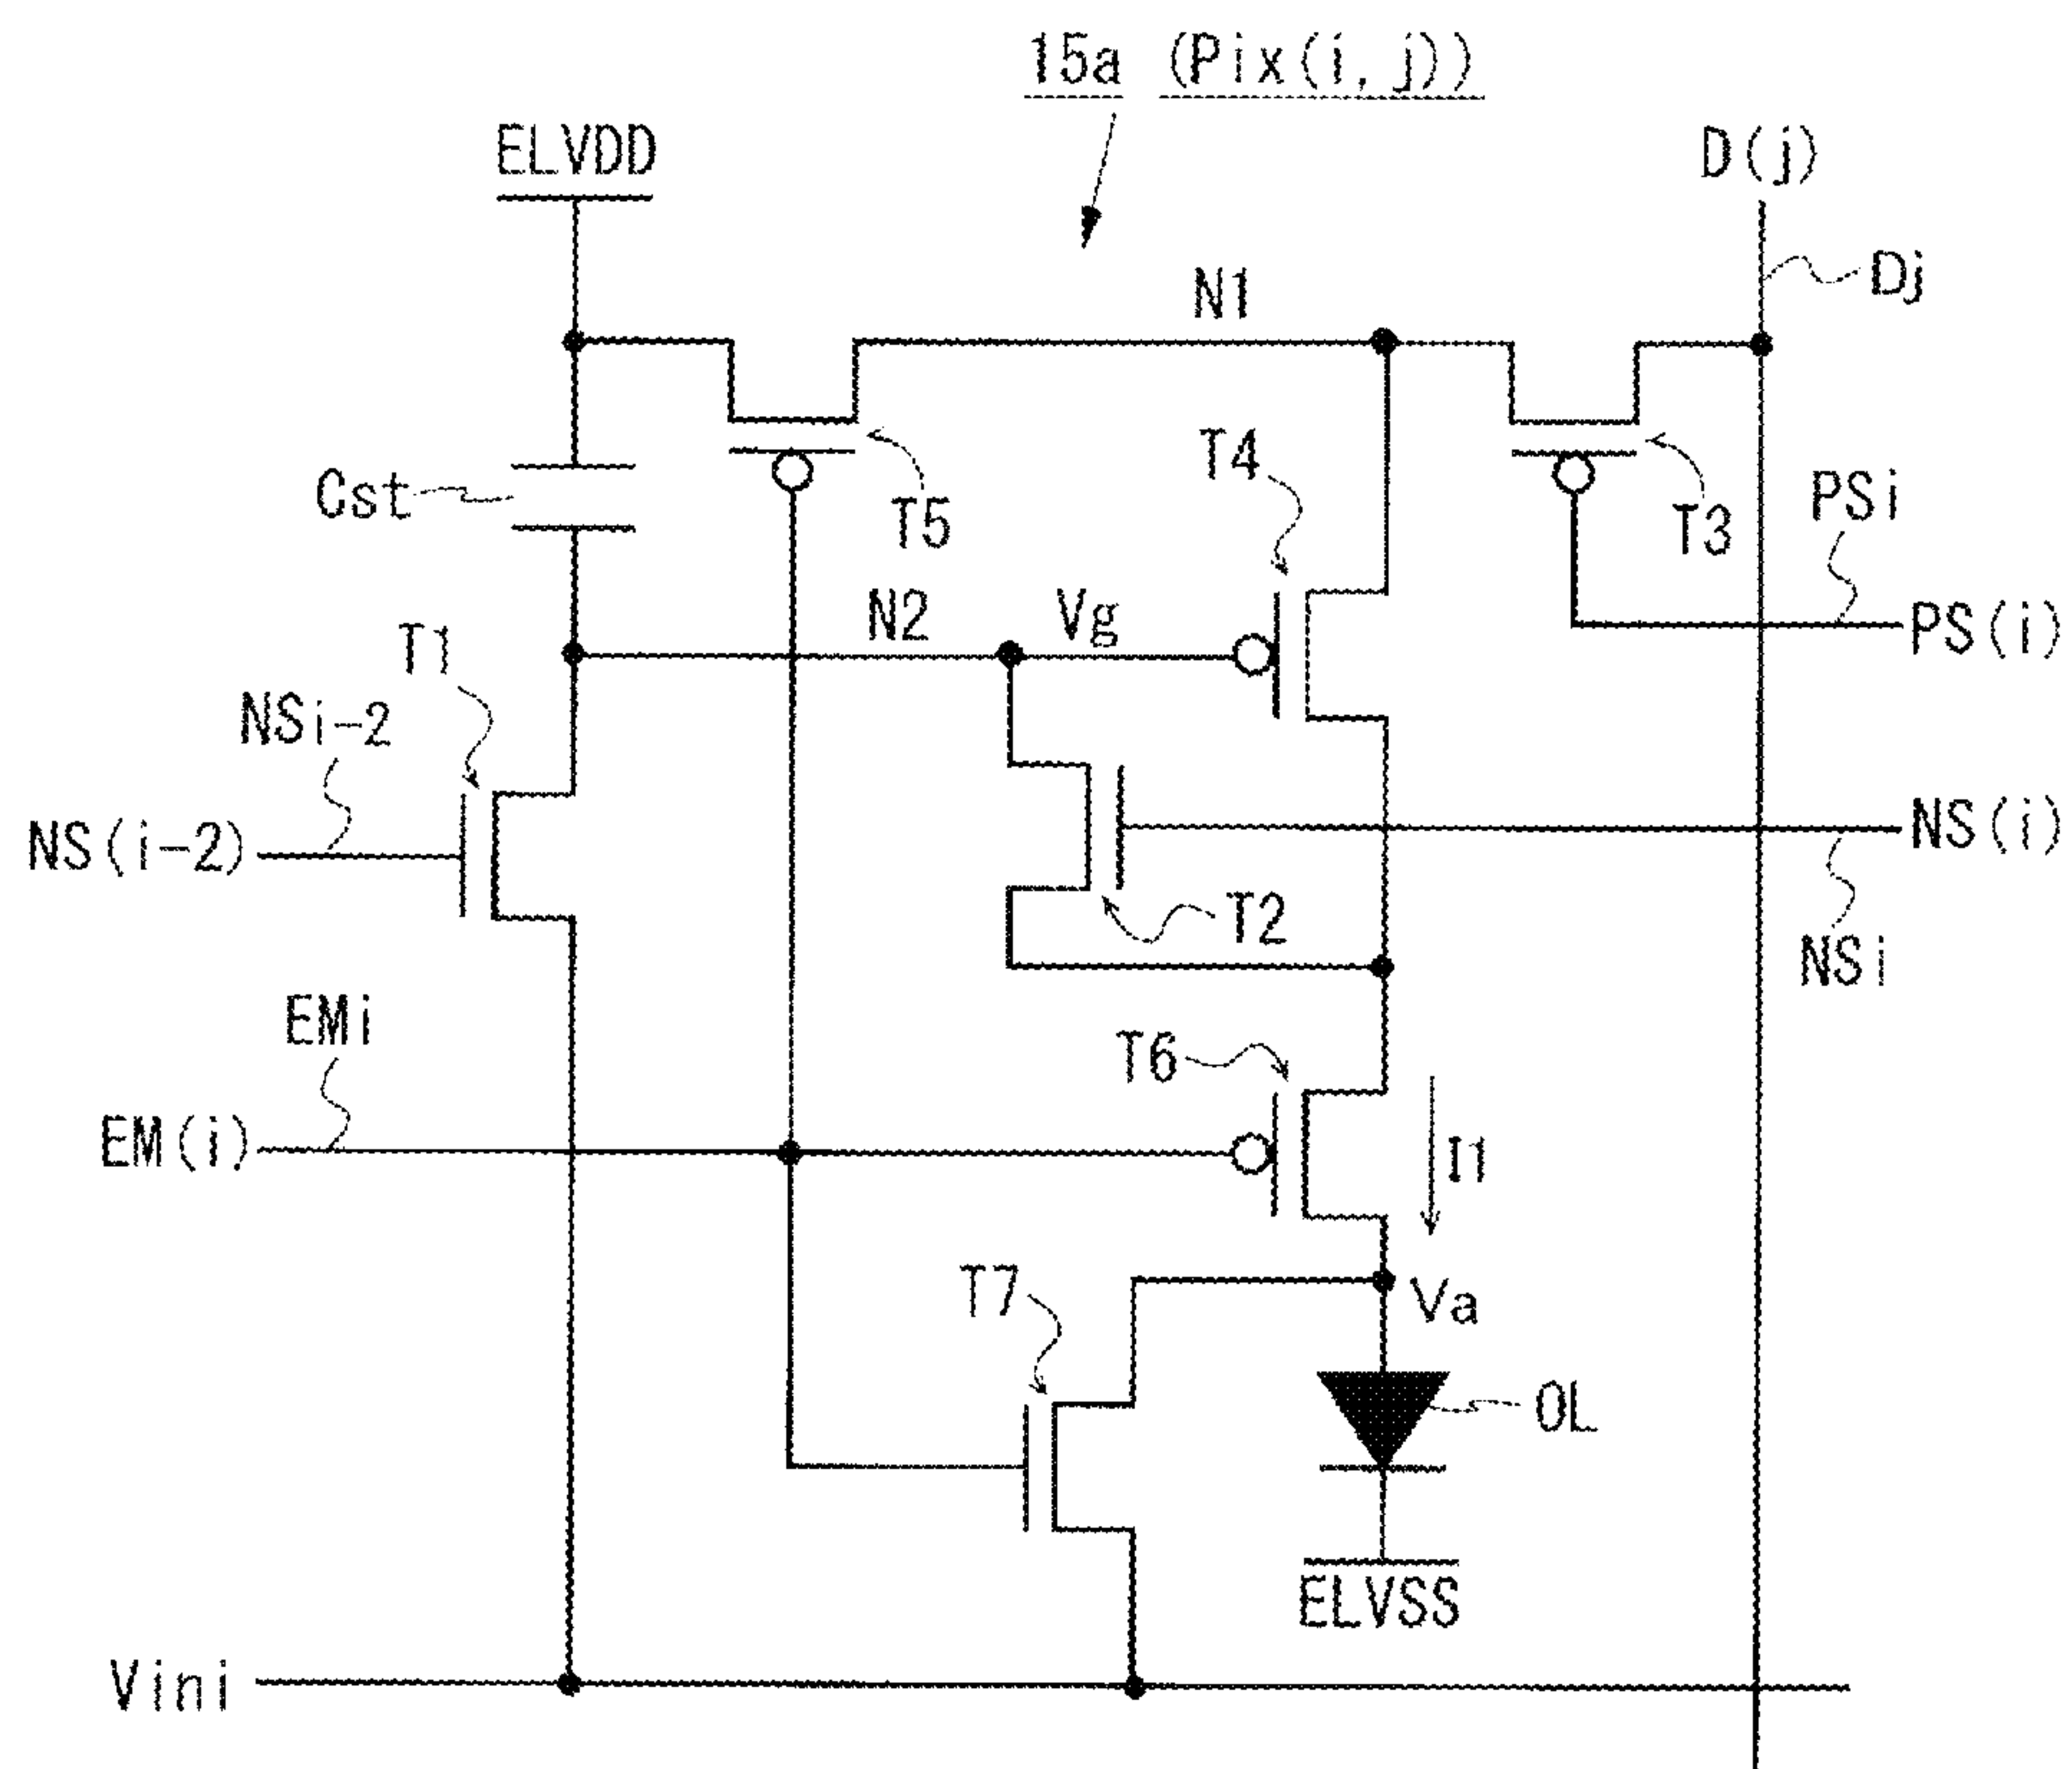 15a (Pix(i, j))
ELVDD
D(j)
Dj
N1
T4
Cst
T5
T3
PSi
N2
Vg
PS(i)
T1
NSi-2
NS(i-2)
NS(i)
T2
NSi
EMi
T6
EM(i)
I1
T7
Va
OL
ELVSS
Vini